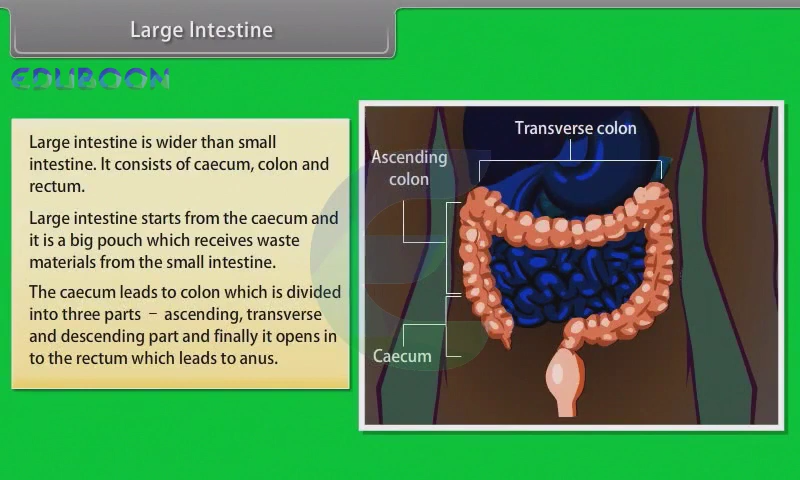 Large Intestine
EDUBOON
Large intestine is wider than small
intestine. It consists of caecum, colon and
rectum.
Large intestine starts from the caecum and
it is a big pouch which receives waste
materials from the small intestine.
The caecum leads to colon which is divided
into three parts – ascending, transverse
and descending part and finally it opens in
to the rectum which leads to anus.
Transverse colon
Ascending
colon
Caecum